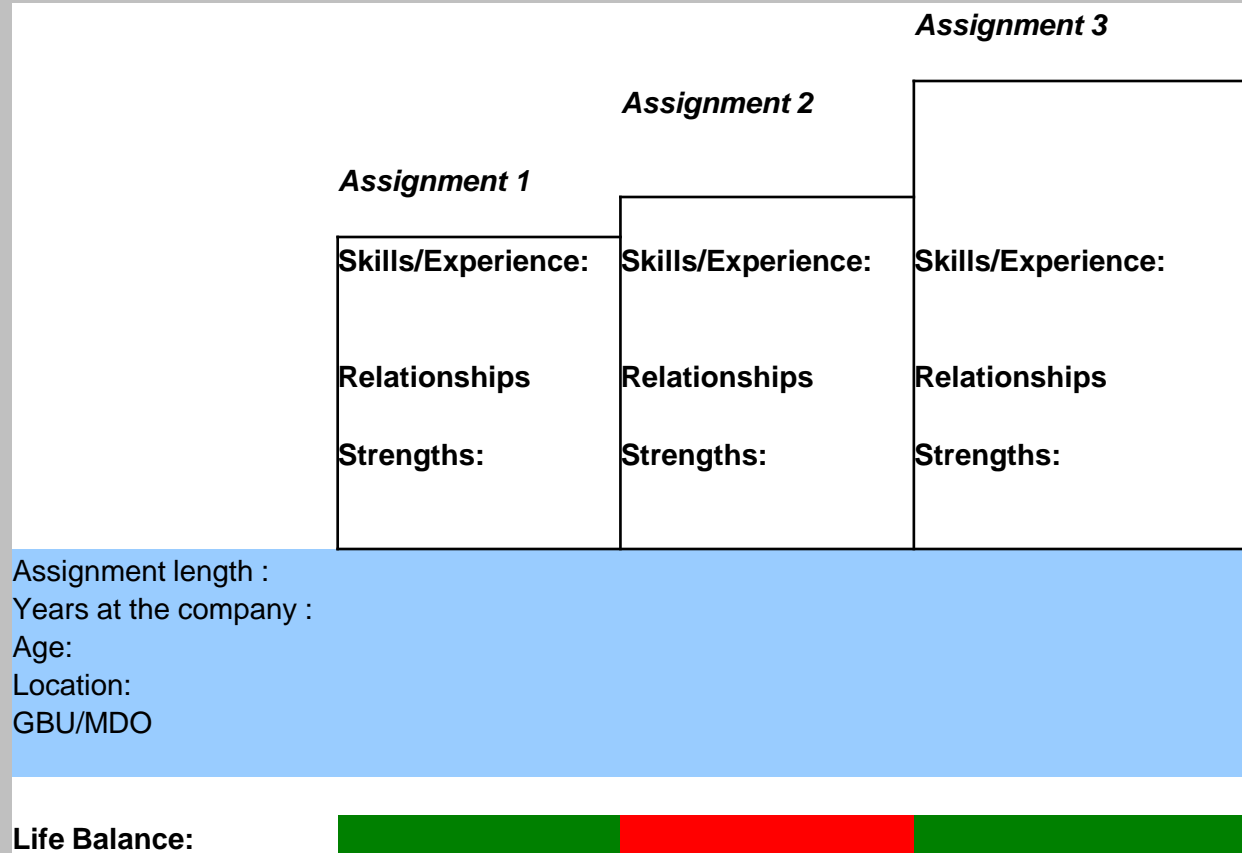 Assignment 3
Assignment 2
Assignment 1
Skills/Experience: Skills/Experience: Skills/Experience:
Relationships Relationships Relationships
Strengths: Strengths: Strengths:
Assignment length :
Years at the company :
Age:
Location:
GBU/MDO
Life Balance: